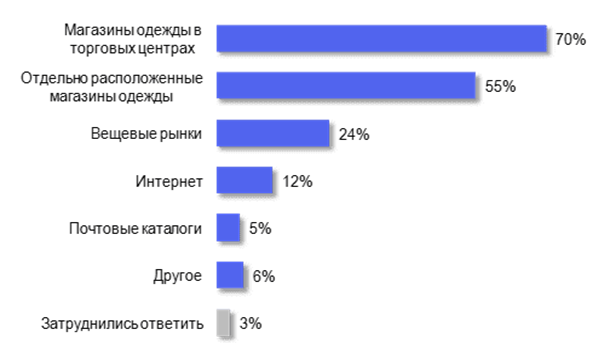 Магазины одежды в
торговых центрах
70%
Отдельно расположенные
магазины одежды
55%
Вещевые рынки
24%
Интернет
12%
Почтовые каталоги
5%
Другое
6%
Затруднились ответить
3%